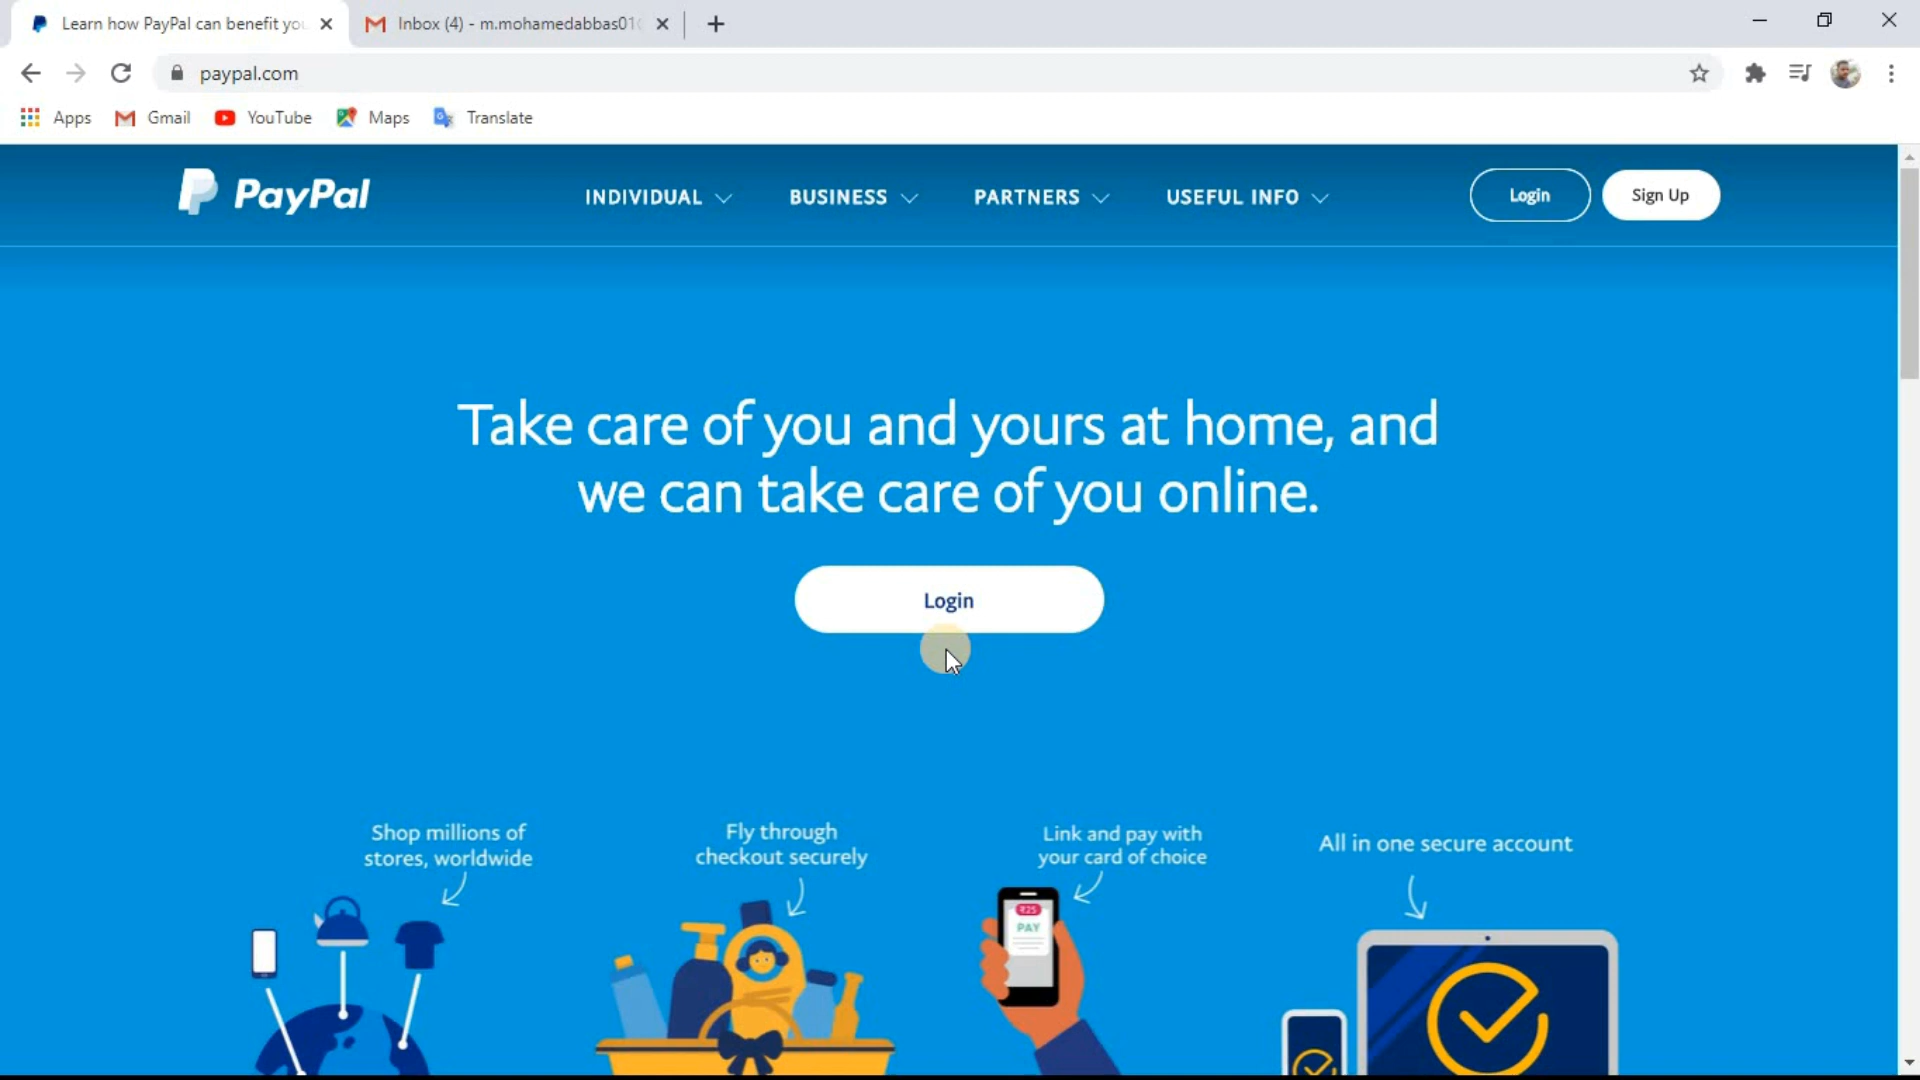 Learn how PayPal can benefit you
Inbox (4) - m.mohamedabbas01
paypal.com
Apps
Gmail
YouTube
Maps
Translate
PayPal
INDIVIDUAL
BUSINESS
PARTNERS
USEFUL INFO
Login
Sign Up
Take care of you and yours at home, and
we can take care of you online.
Login
Shop millions of
stores, worldwide
Fly through
checkout securely
Link and pay with
your card of choice
All in one secure account
₹25
PAY